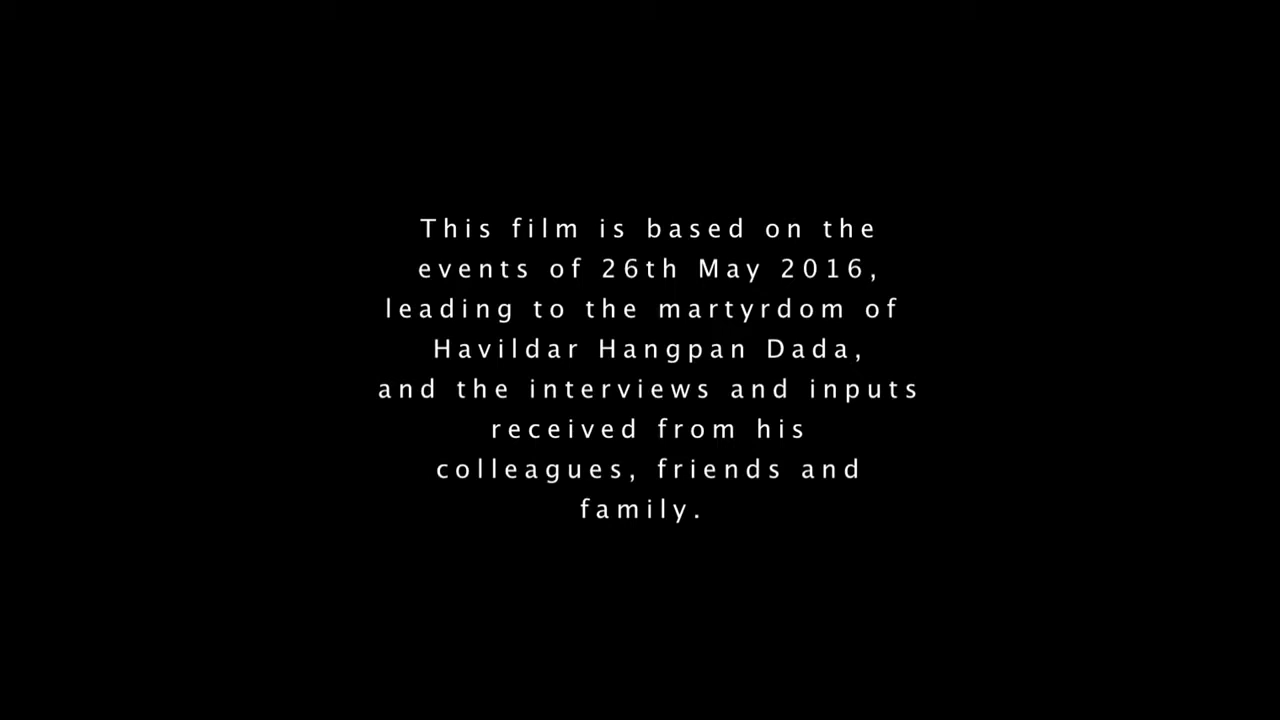 This film is based on the
events of 26th May 2016,
leading to the martyrdom of
Havildar Hangpan Dada,
and the interviews and inputs
received from his
colleagues, friends and
family.